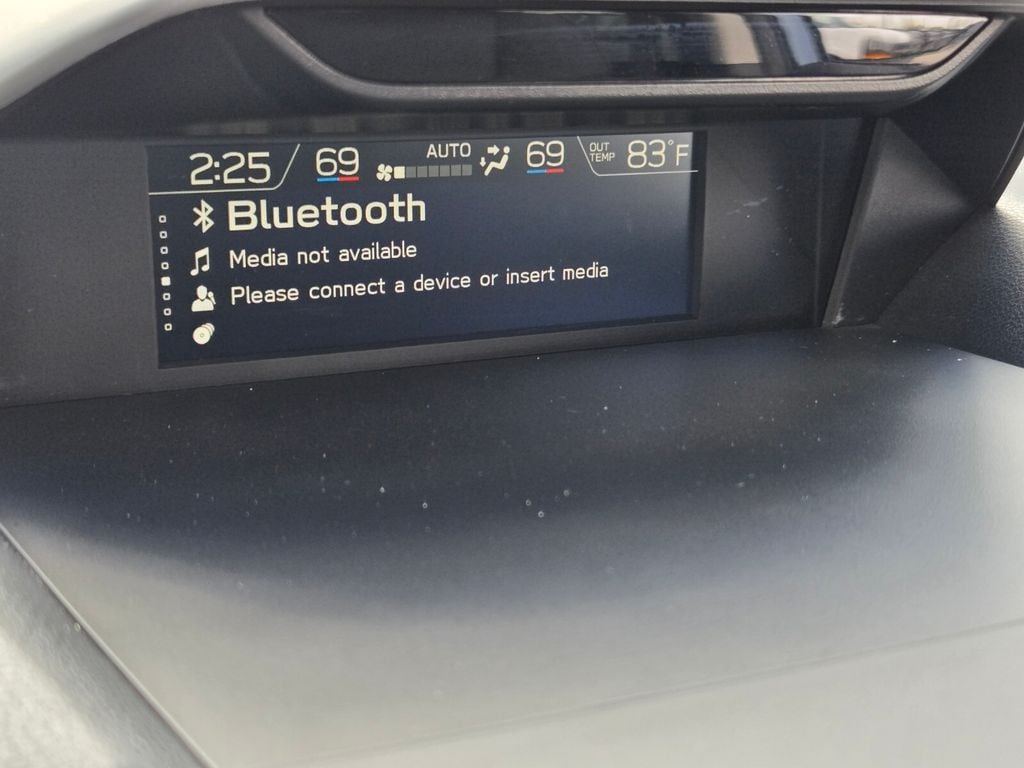 2:25 69 AUTO 69 OUT TEMP 83°F
Bluetooth
Media not available
Please connect a device or insert media